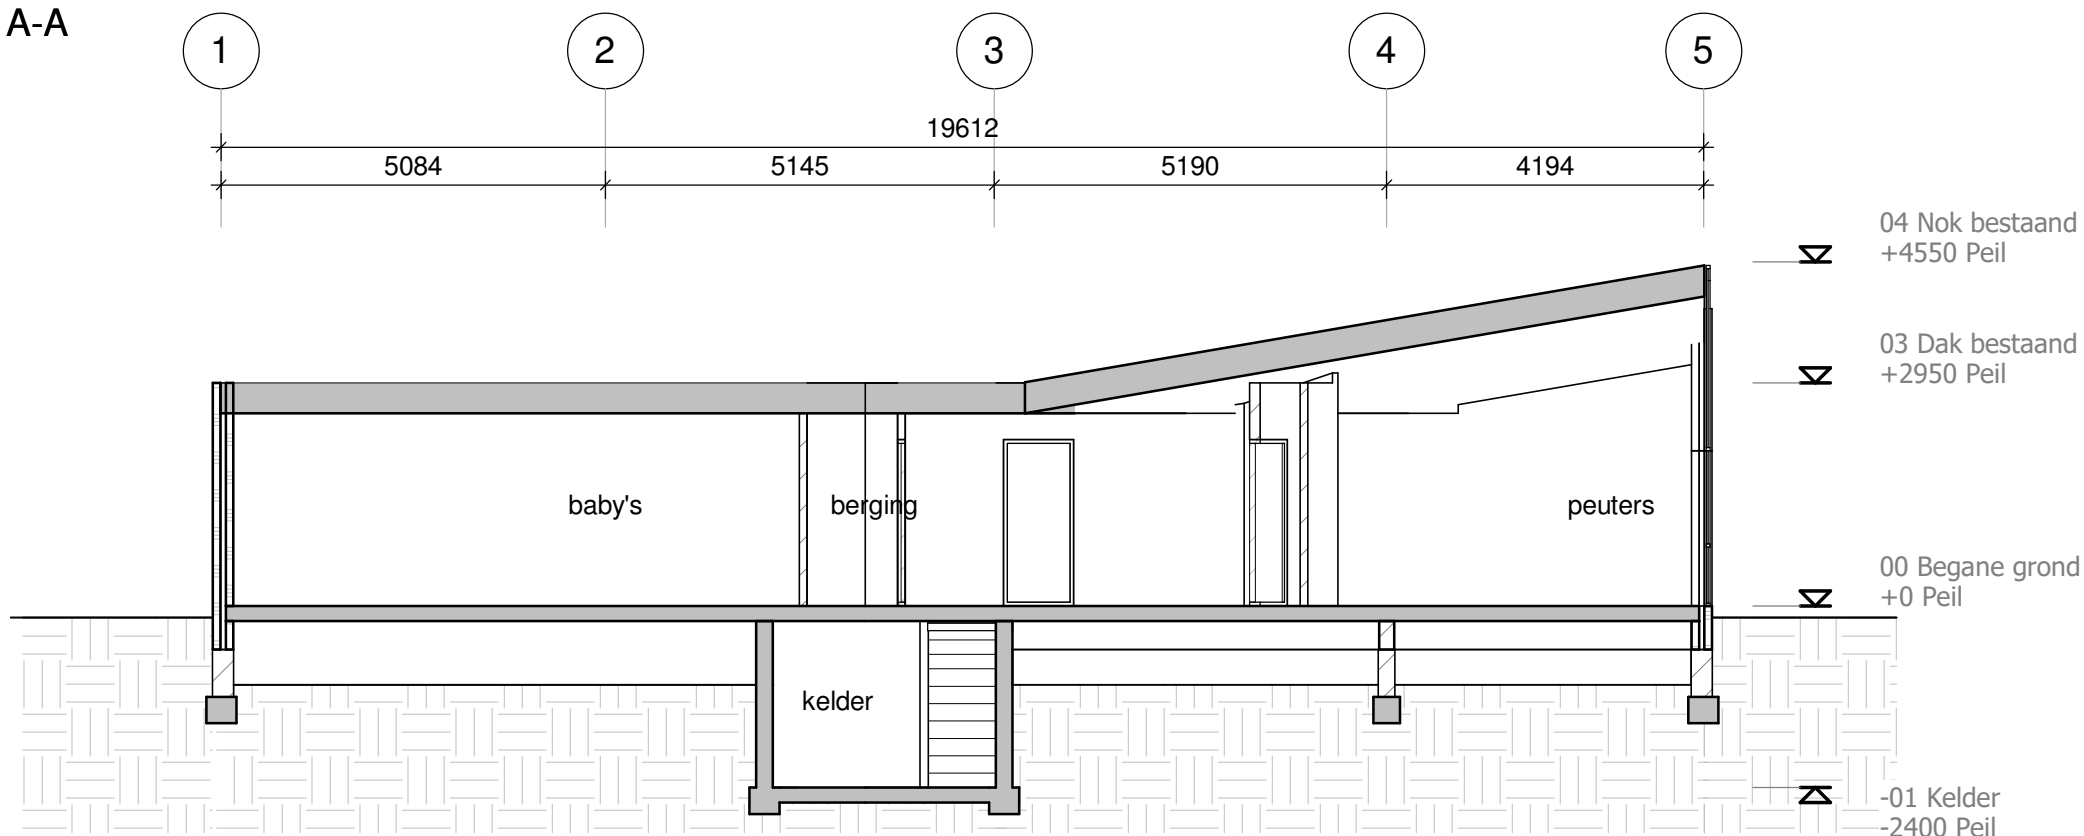 A-A
1
2
3
4
5
19612
5084
5145
5190
4194
04 Nok bestaand
+4550 Peil
03 Dak bestaand
+2950 Peil
baby's
berging
peuters
00 Begane grond
+0 Peil
kelder
-01 Kelder
-2400 Peil